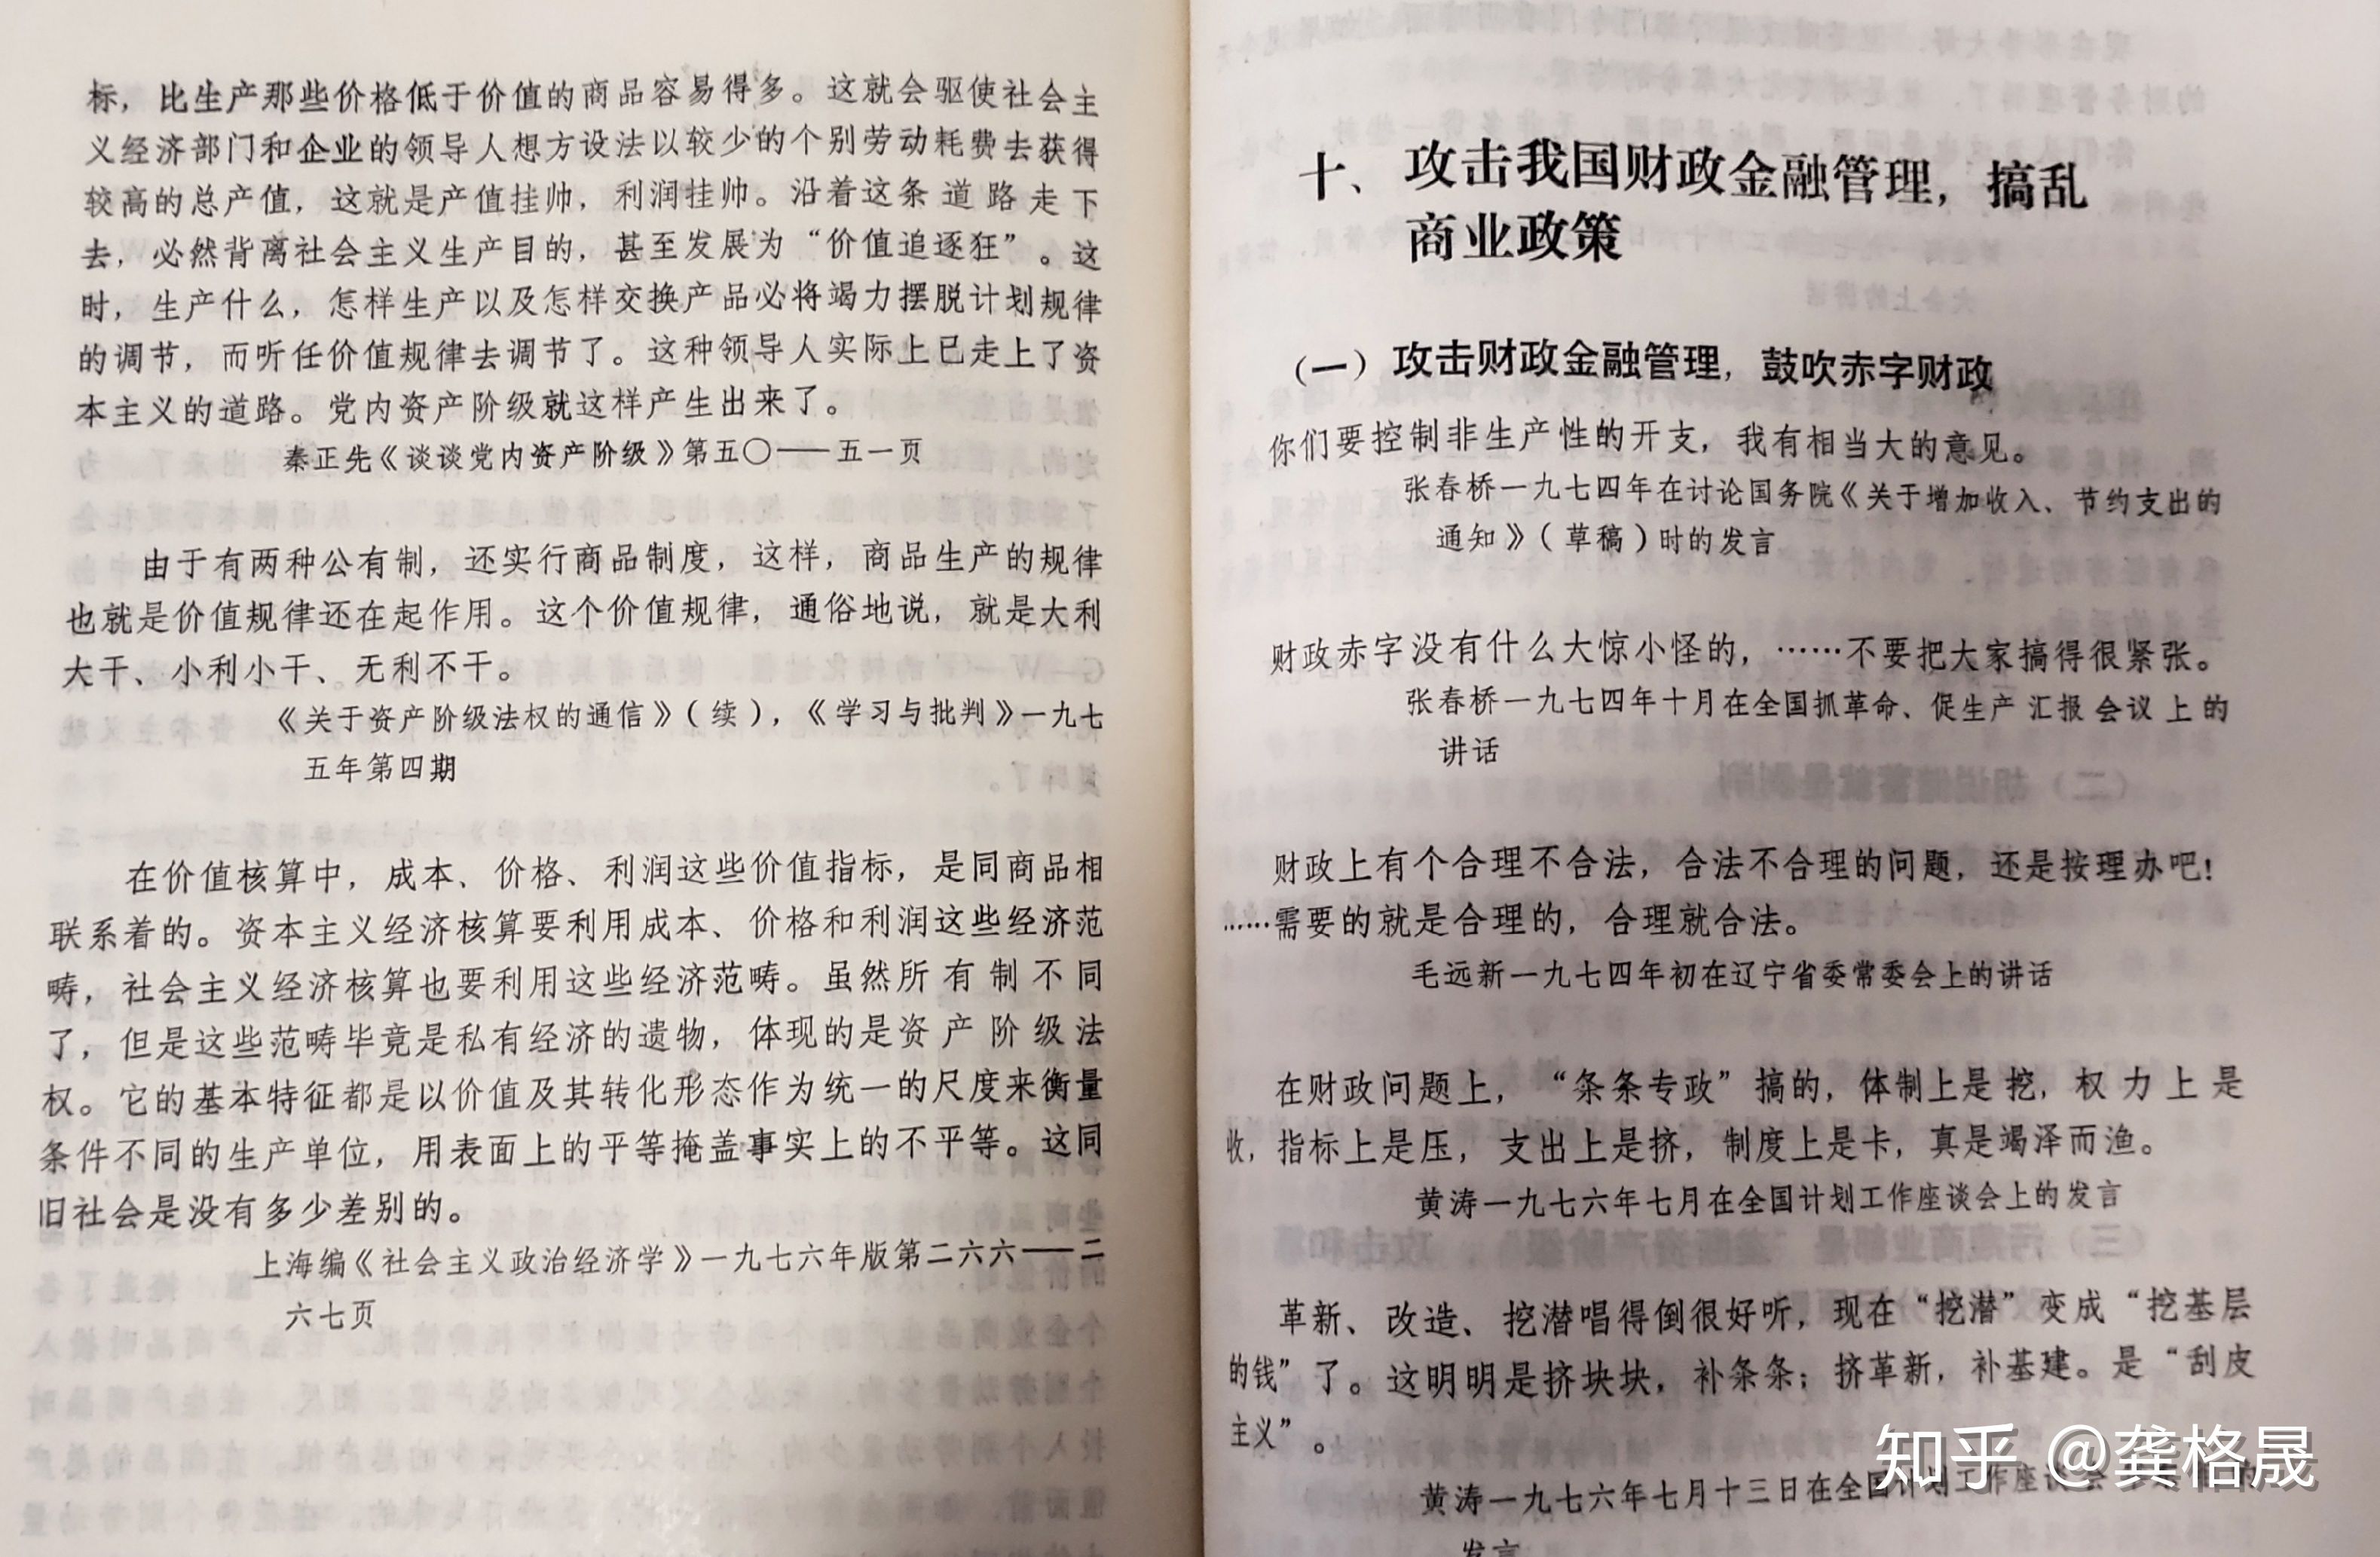 标，比生产那些价格低于价值的商品容易得多。这就会驱使社会主
义经济部门和企业的领导人想方设法以较少的个别劳动耗费去获得
较高的总产值，这就是产值挂帅，利润挂帅。沿着这条道路走下
去，必然背离社会主义生产目的，甚至发展为“价值追逐狂”。这
时，生产什么，怎样生产以及怎样交换产品必将竭力摆脱计划规律
的调节，而听任价值规律去调节了。这种领导人实际上已走上了资
本主义的道路。党内资产阶级就这样产生出来了。
秦正先《谈谈党内资产阶级》第五〇——五一页
由于有两种公有制，还实行商品制度，这样，商品生产的规律
也就是价值规律还在起作用。这个价值规律，通俗地说，就是大利
大干、小利小干、无利不干。
《关于资产阶级法权的通信》（续），《学习与批判》一九七
五年第四期
在价值核算中，成本、价格、利润这些价值指标，是同商品相
联系着的。资本主义经济核算要利用成本、价格和利润这些经济范
畴，社会主义经济核算也要利用这些经济范畴。虽然所有制不同
了，但是这些范畴毕竟是私有经济的遗物，体现的是资产阶级法
权。它的基本特征都是以价值及其转化形态作为统一的尺度来衡量
条件不同的生产单位，用表面上的平等掩盖事实上的不平等。这同
旧社会是没有多少差别的。
上海编《社会主义政治经济学》一九七六年版第二六六——二
六七页
十、攻击我国财政金融管理，搞乱
商业政策
（一）攻击财政金融管理，鼓吹赤字财政
你们要控制非生产性的开支，我有相当大的意见。
张春桥一九七四年在讨论国务院《关于增加收入、节约支出的
通知》（草稿）时的发言
财政赤字没有什么大惊小怪的，……不要把大家搞得很紧张。
张春桥一九七四年十月在全国抓革命、促生产汇报会议上的
讲话
财政上有个合理不合法，合法不合理的问题，还是按理办吧！
……需要的就是合理的，合理就合法。
毛远新一九七四年初在辽宁省委常委会上的讲话
在财政问题上，“条条专政”搞的，体制上是挖，权力上是
收，指标上是压，支出上是挤，制度上是卡，真是竭泽而渔。
黄涛一九七六年七月在全国计划工作座谈会上的发言
革新、改造、挖潜唱得倒很好听，现在“挖潜”变成“挖基层
的钱”了。这明明是挤块块，补条条；挤革新，补基建。是“刮皮
主义”。
黄涛一九七六年七月十三日在全国计划工作座谈会
发言
知乎 @龚格晟